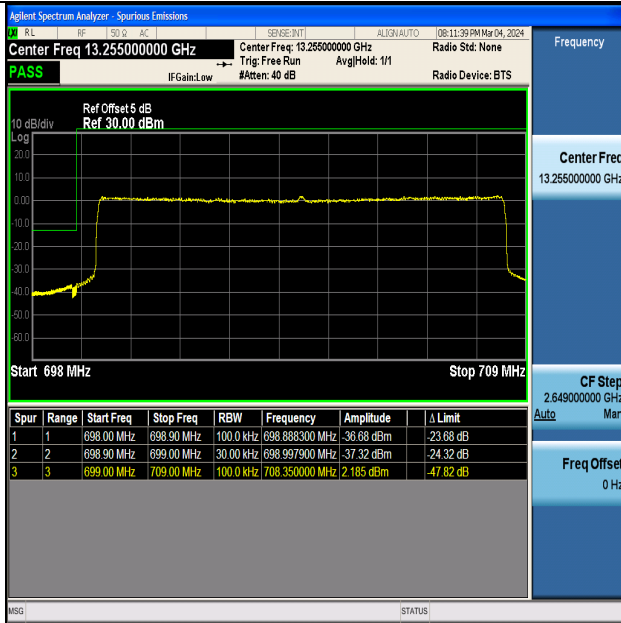 Agilent Spectrum Analyzer - Spurious Emissions
RL RF 50 Ω AC SENSE:INT ALIGNAUTO 08:11:39 PM Mar 04, 2024
Center Freq 13.255000000 GHz
Center Freq: 13.255000000 GHz
Radio Std: None
Trig: Free Run Avg|Hold: 1/1
PASS
IFGain:Low
#Atten: 40 dB
Radio Device: BTS
Frequency
Ref Offset 5 dB
10 dB/div Ref 30.00 dBm
Log
20.0
10.0
0.00
-10.0
-20.0
-30.0
-40.0
-50.0
-60.0
Start 698 MHz Stop 709 MHz
Center Freq
13.255000000 GHz
CF Step
2.649000000 GHz
Auto Man
Freq Offset
0 Hz
Spur Range Start Freq Stop Freq RBW Frequency Amplitude Δ Limit
1 1 698.00 MHz 698.90 MHz 100.0 kHz 698.888300 MHz -36.68 dBm -23.68 dB
2 2 698.90 MHz 699.00 MHz 30.00 kHz 698.997900 MHz -37.32 dBm -24.32 dB
3 3 699.00 MHz 709.00 MHz 100.0 kHz 708.350000 MHz 2.185 dBm -47.82 dB
MSG STATUS